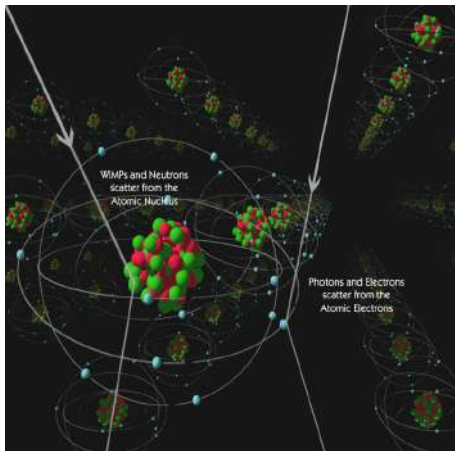 WIMPs and Neutrons
scatter from the
Atomic Nucleus
Photons and Electrons
scatter from the
Atomic Electrons